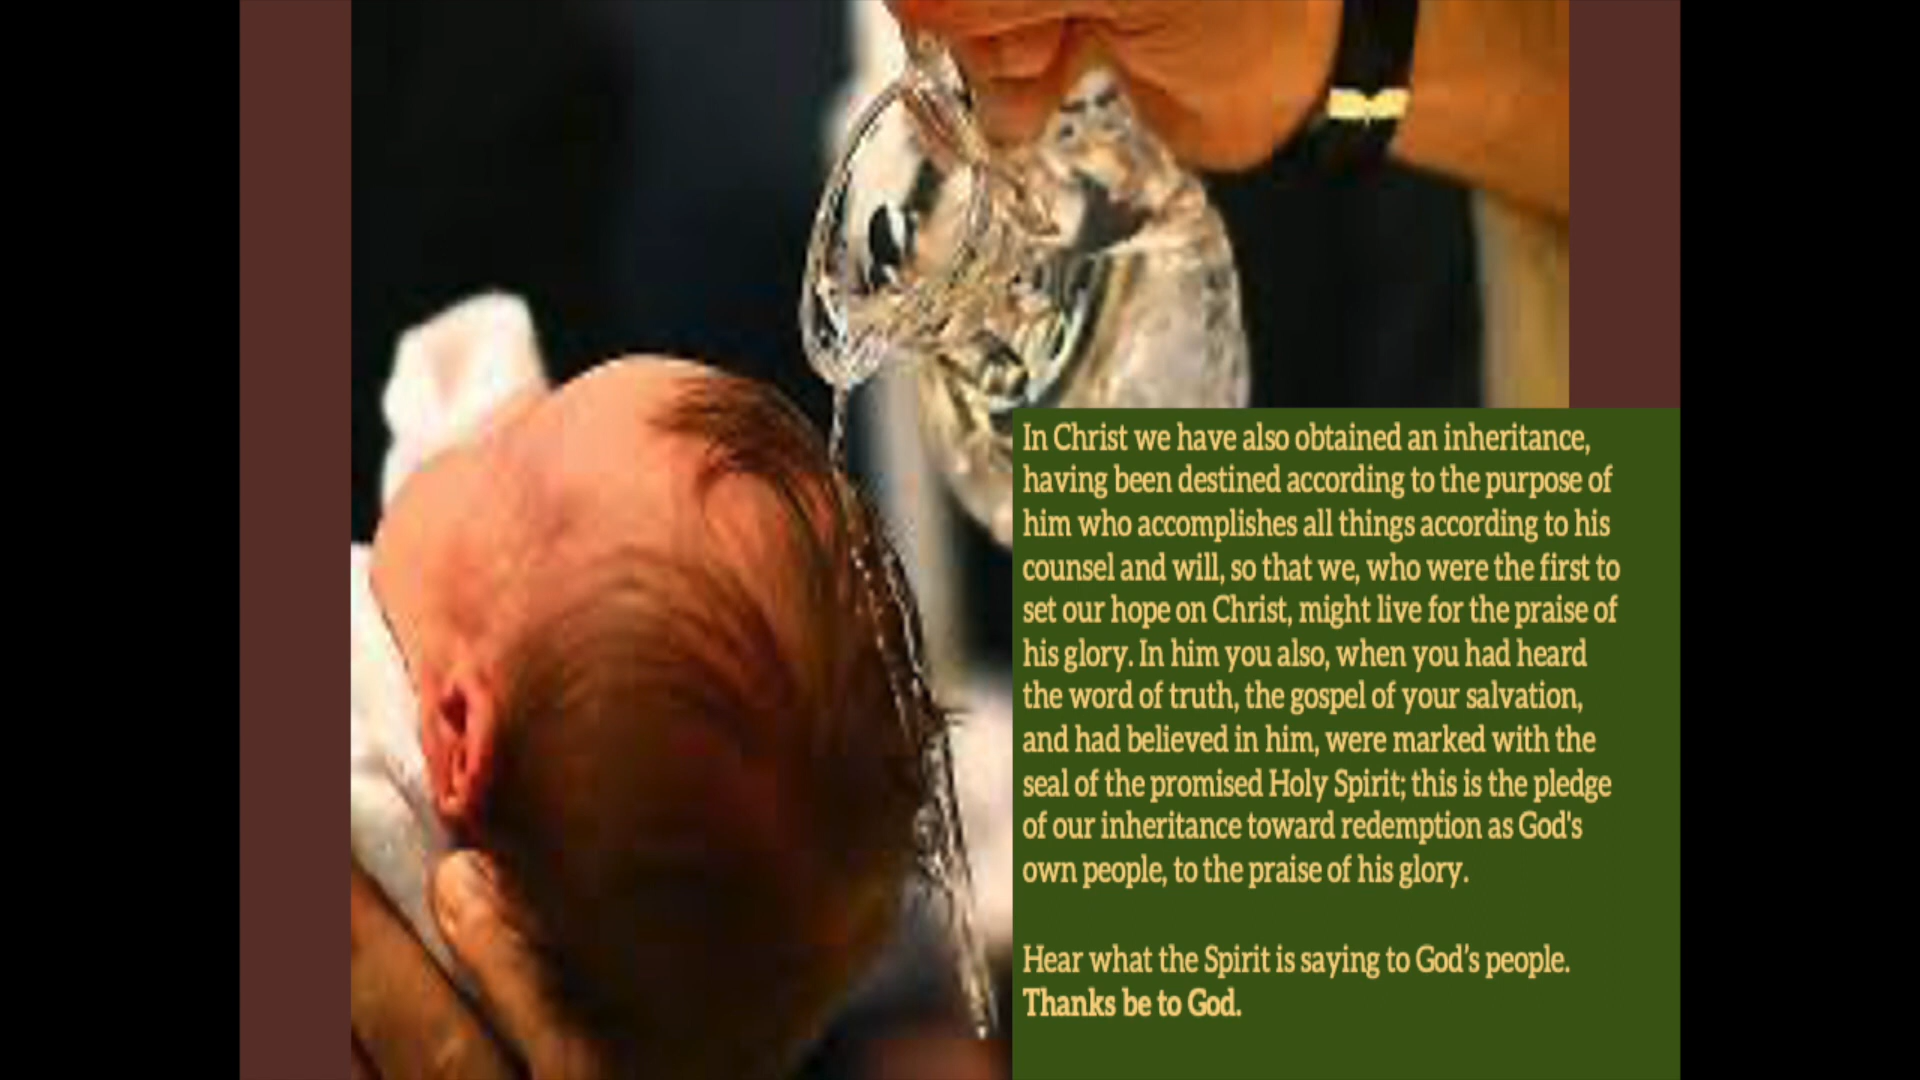 In Christ we have also obtained an inheritance,
having been destined according to the purpose of
him who accomplishes all things according to his
counsel and will, so that we, who were the first to
set our hope on Christ, might live for the praise of
his glory. In him you also, when you had heard
the word of truth, the gospel of your salvation,
and had believed in him, were marked with the
seal of the promised Holy Spirit; this is the pledge
of our inheritance toward redemption as God's
own people, to the praise of his glory.
Hear what the Spirit is saying to God’s people.
Thanks be to God.